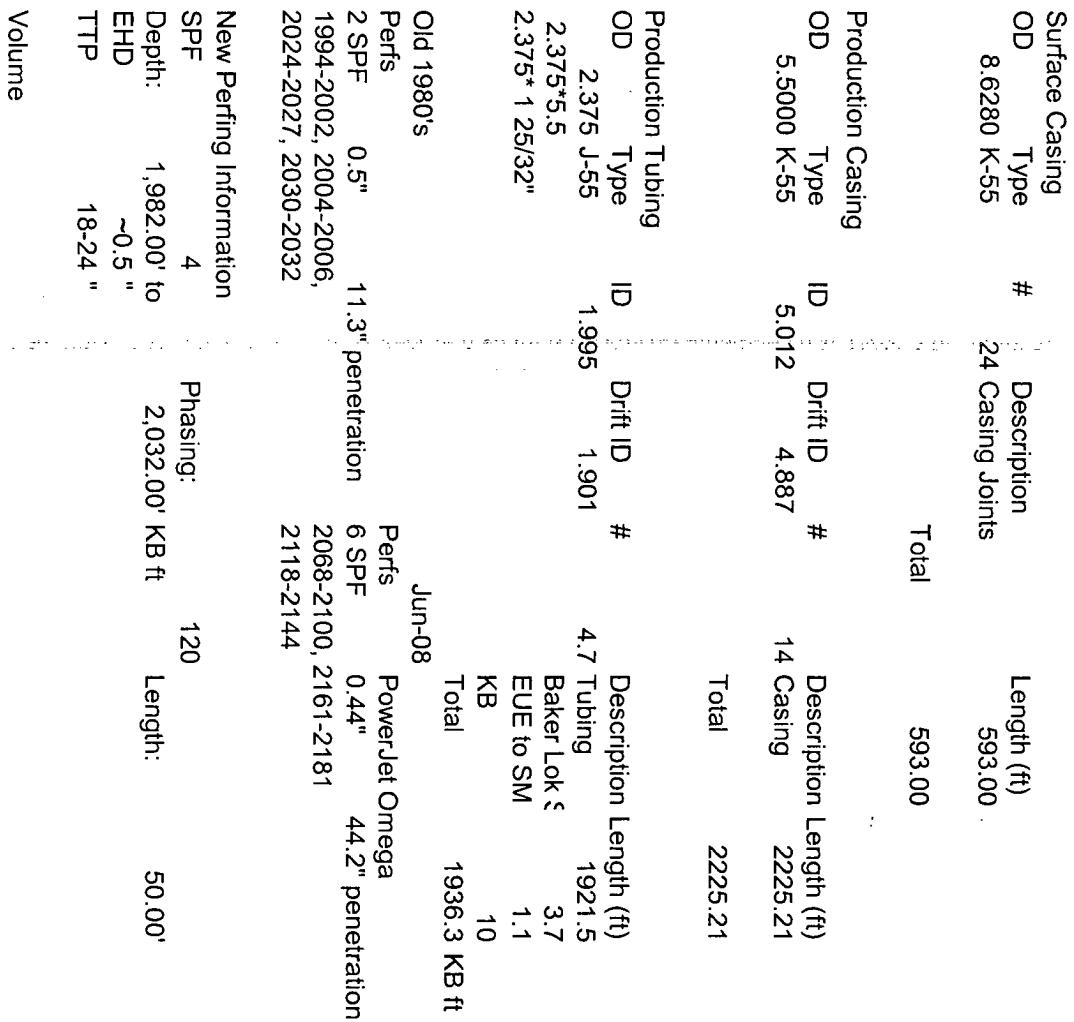 Surface Casing
OD Type # Description Length (ft)
8.6280 K-55 24 Casing Joints 593.00
Total 593.00
Production Casing
OD Type ID Drift ID # Description Length (ft)
5.5000 K-55 5.012 4.887 14 Casing 2225.21
Total 2225.21
Production Tubing
OD Type ID Drift ID # Description Length (ft)
2.375 J-55 1.995 1.901 4.7 Tubing 1921.5
2.375*5.5 Baker Lok S 3.7
2.375* 1 25/32" EUE to SM 1.1
KB 10
Total 1936.3 KB ft
Old 1980's Jun-08
Perfs Perfs PowerJet Omega
2 SPF 0.5" 11.3" penetration 6 SPF 0.44" 44.2" penetration
1994-2002, 2004-2006, 2068-2100, 2161-2181
2024-2027, 2030-2032 2118-2144
New Perfing Information
SPF 4 Phasing: 120
Depth: 1,982.00' to 2,032.00' KB ft Length: 50.00'
EHD ~0.5 "
TTP 18-24 "
Volume